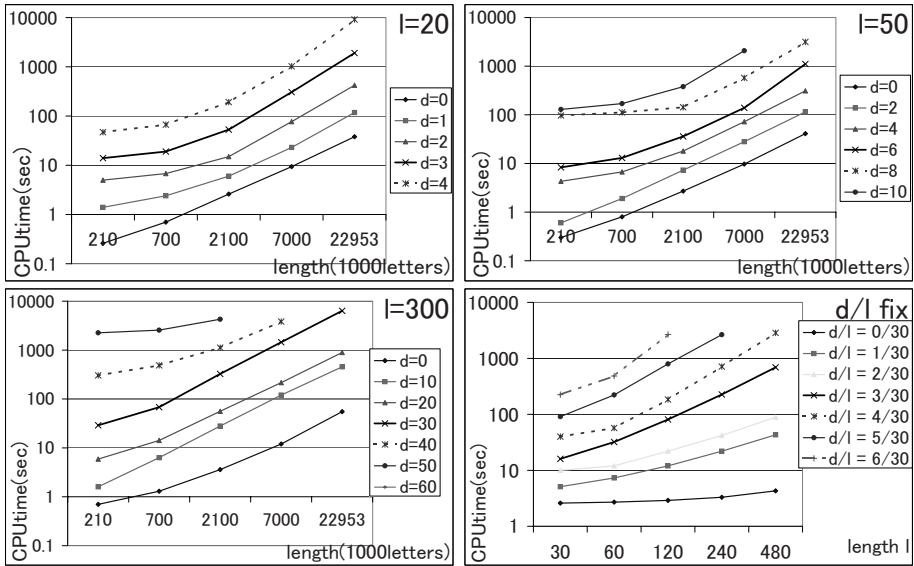 l=20
10000
1000
100
10
1
0.1
CPUtime(sec)
210 700 2100 7000 22953
length(1000letters)
d=0
d=1
d=2
d=3
d=4
l=50
10000
1000
100
10
1
0.1
CPUtime(sec)
210 700 2100 7000 22953
length(1000letters)
d=0
d=2
d=4
d=6
d=8
d=10
l=300
10000
1000
100
10
1
0.1
CPUtime(sec)
210 700 2100 7000 22953
length(1000letters)
d=0
d=10
d=20
d=30
d=40
d=50
d=60
d/l fix
10000
1000
100
10
1
CPUtime(sec)
30 60 120 240 480
length l
d/l = 0/30
d/l = 1/30
d/l = 2/30
d/l = 3/30
d/l = 4/30
d/l = 5/30
d/l = 6/30